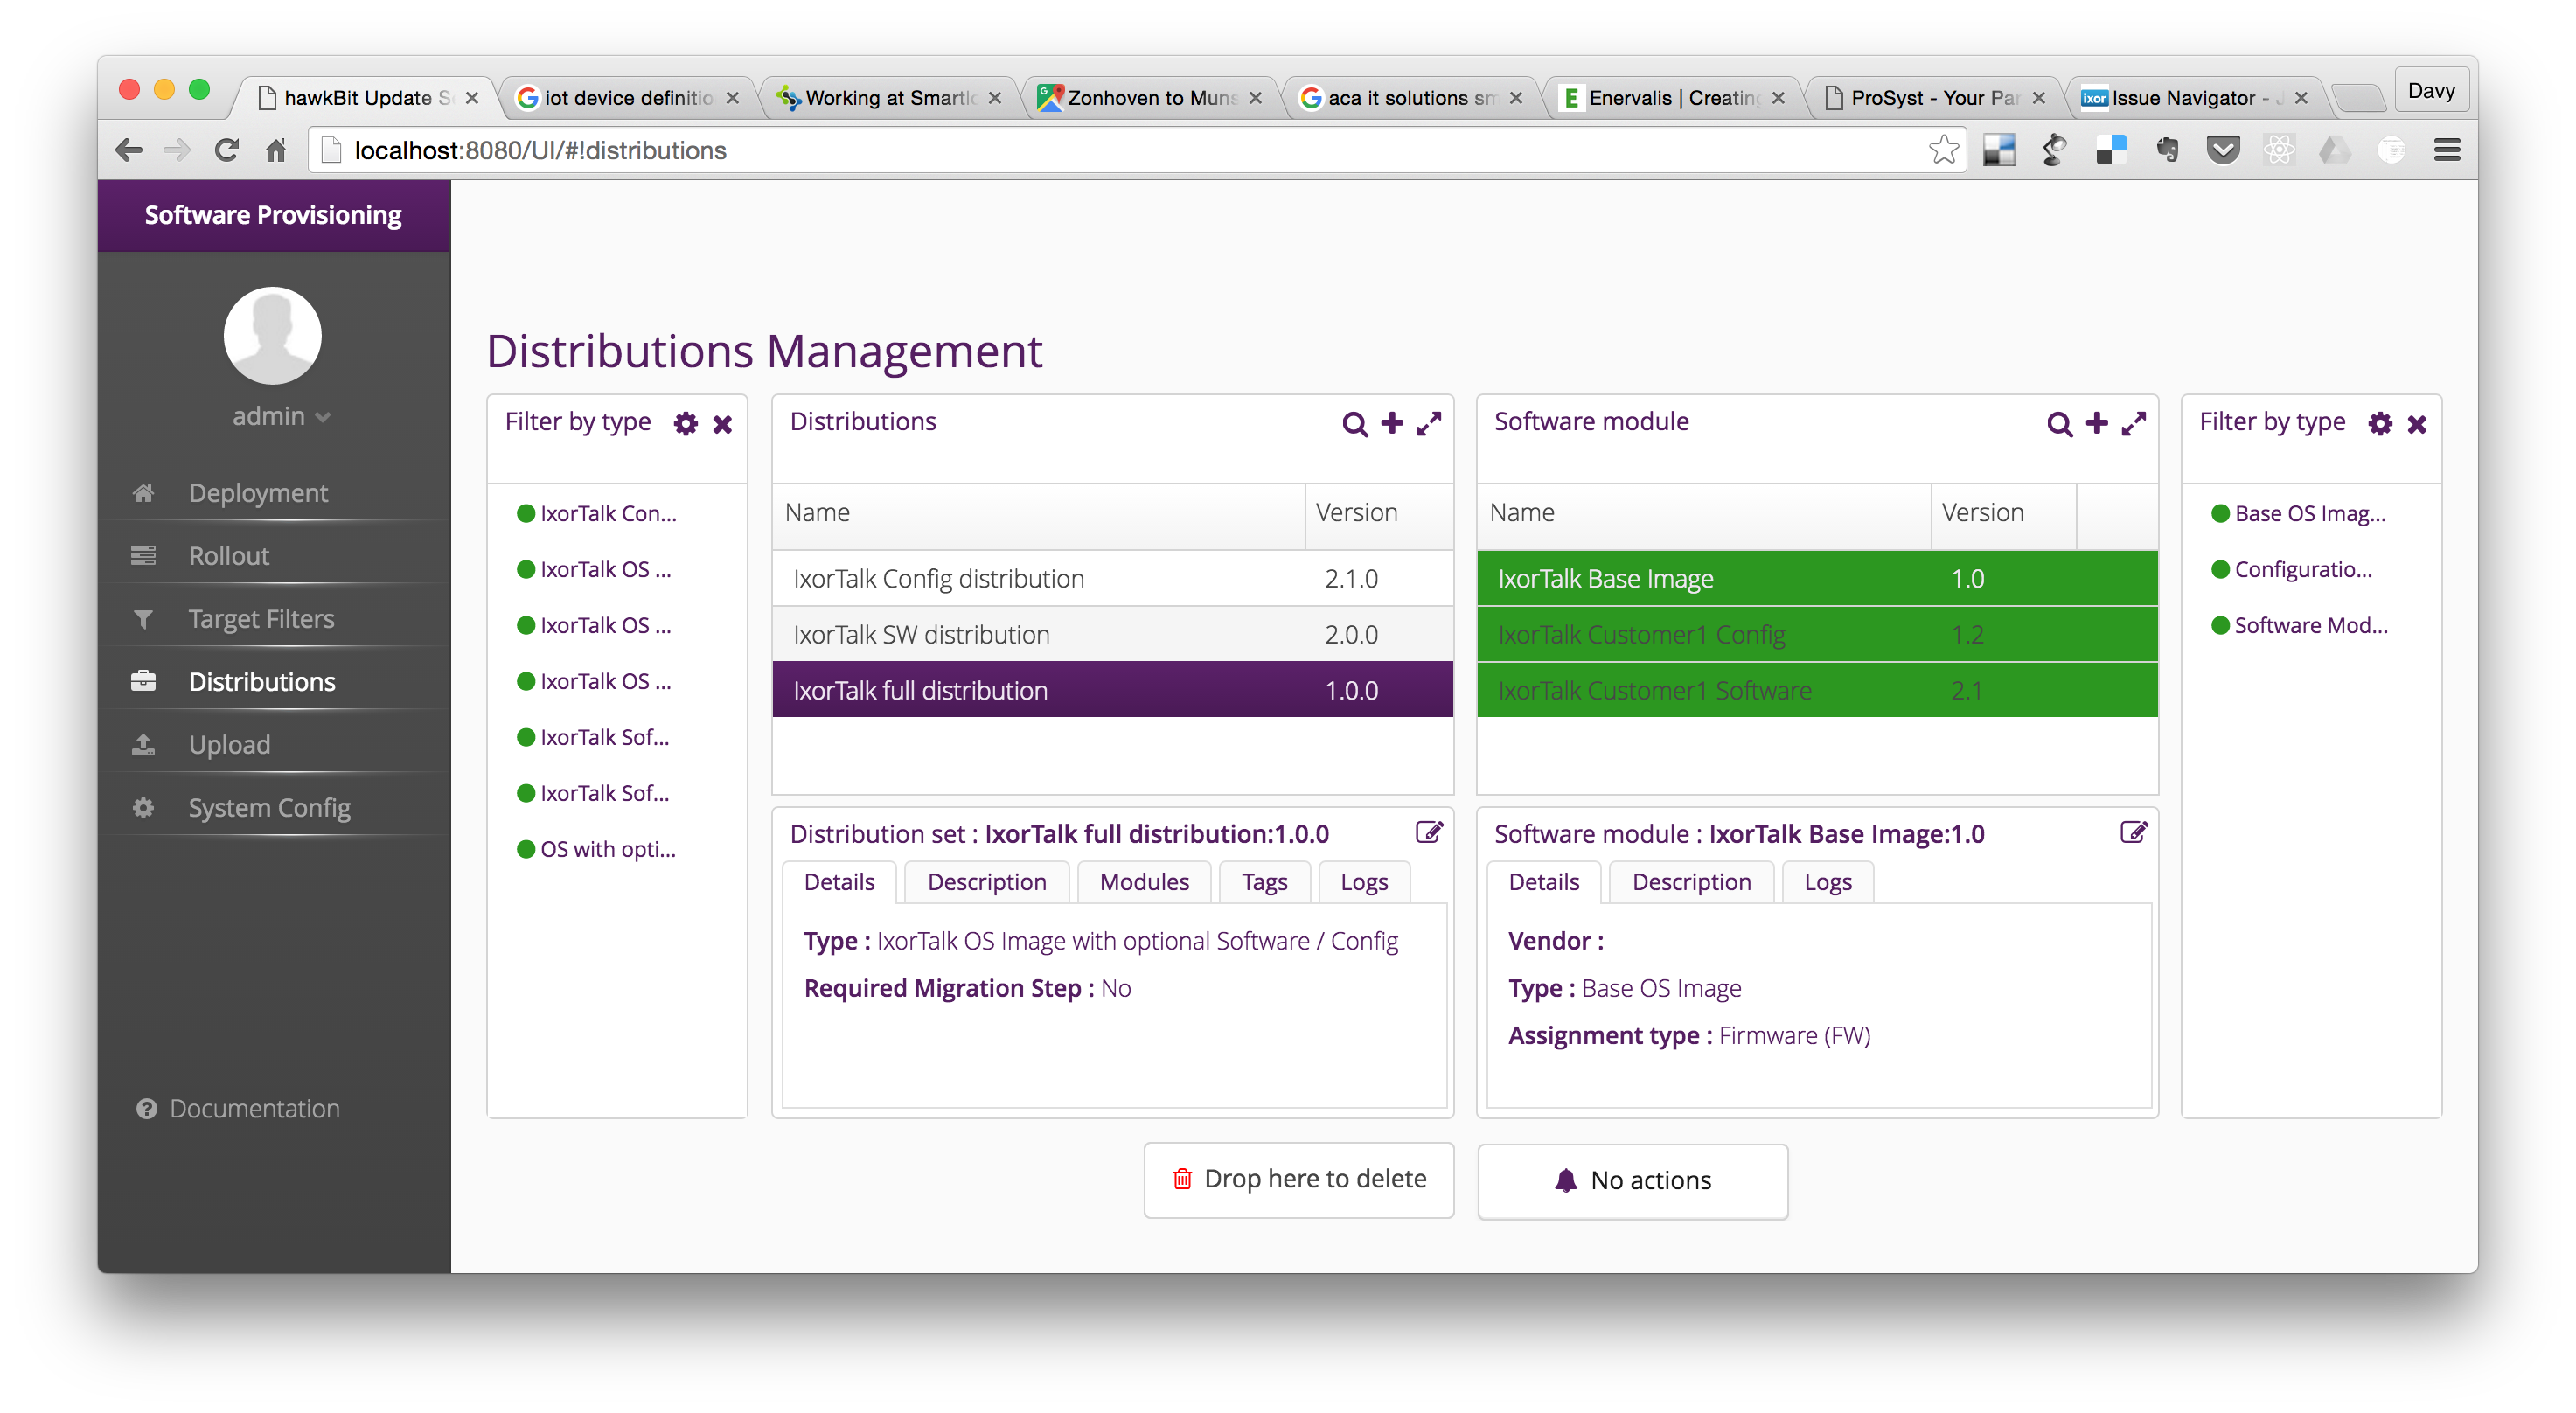 hawkBit Update S
iot device definitio
Working at Smartl
Zonhoven to Muns
aca it solutions sm
Enervalis | Creating
ProSyst - Your Par
ixor Issue Navigator - J
Davy
localhost:8080/UI/#!distributions
Software Provisioning
admin
Deployment
Rollout
Target Filters
Distributions
Upload
System Config
Documentation
Distributions Management
Filter by type
IxorTalk Con...
IxorTalk OS ...
IxorTalk OS ...
IxorTalk OS ...
IxorTalk Sof...
IxorTalk Sof...
OS with opti...
Distributions
Name Version
IxorTalk Config distribution 2.1.0
IxorTalk SW distribution 2.0.0
IxorTalk full distribution 1.0.0
Distribution set : IxorTalk full distribution:1.0.0
Details Description Modules Tags Logs
Type : IxorTalk OS Image with optional Software / Config
Required Migration Step : No
Software module
Name Version
IxorTalk Base Image 1.0
IxorTalk Customer1 Config 1.2
IxorTalk Customer1 Software 2.1
Software module : IxorTalk Base Image:1.0
Details Description Logs
Vendor :
Type : Base OS Image
Assignment type : Firmware (FW)
Filter by type
Base OS Imag...
Configuratio...
Software Mod...
Drop here to delete
No actions